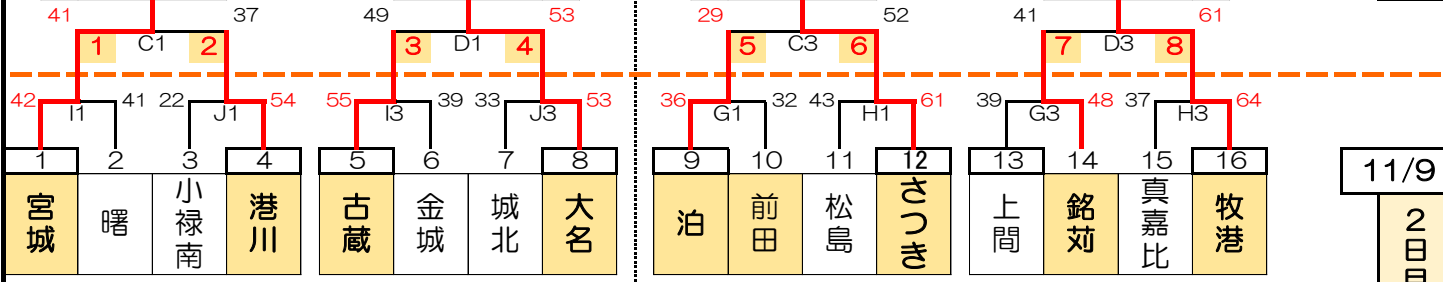 41 37 49 53 29 52 41 61
1 C1 2 3 D1 4 5 C3 6 7 D3 8
42 41 22 54 55 39 33 53 36 32 43 61 39 48 37 64
I1 J1 I3 J3 G1 H1 G3 H3
1 2 3 4 5 6 7 8 9 10 11 12 13 14 15 16
11/9
宮城
曙
小禄南
港川
古蔵
金城
城北
大名
泊
前田
松島
さつき
上間
銘苅
真嘉比
牧港
2日目